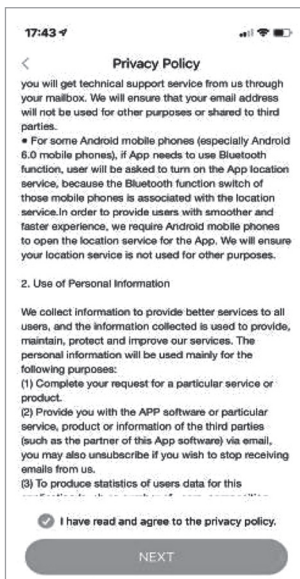 17:43
Privacy Policy
you will get technical support service from us through
your mailbox. We will ensure that your email address
will not be used for other purposes or shared to third
parties.
• For some Android mobile phones (especially Android
6.0 mobile phones), if App needs to use Bluetooth
function, user will be asked to turn on the App location
service, because the Bluetooth function switch of
those mobile phones is associated with the location
service.In order to provide users with smoother and
faster experience, we require Android mobile phones
to open the location service for the App. We will ensure
your location service is not used for other purposes.
2. Use of Personal Information
We collect information to provide better services to all
users, and the information collected is used to provide,
maintain, protect and improve our services. The
personal information will be used mainly for the
following purposes:
(1) Complete your request for a particular service or
product.
(2) Provide you with the APP software or particular
service, product or information of the third parties
(such as the partner of this App software) via email,
you may also unsubscribe if you wish to stop receiving
emails from us.
(3) To produce statistics of users data for this
I have read and agree to the privacy policy.
NEXT